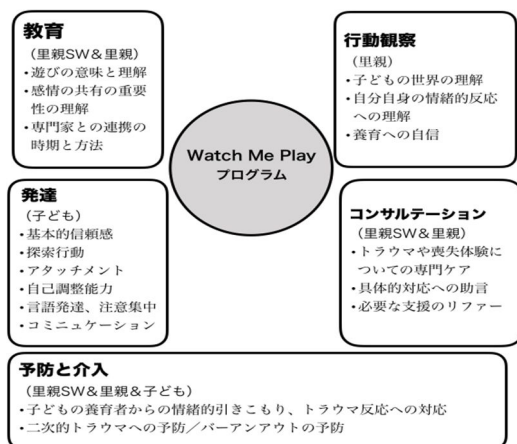 教育
(里親SW&里親)
・遊びの意味と理解
・感情の共有の重要
性の理解
・専門家との連携の
時期と方法
行動観察
(里親)
・子どもの世界の理解
・自分自身の情緒的反応
への理解
・養育への自信
Watch Me Play
プログラム
発達
(子ども)
・基本的信頼感
・探索行動
・アタッチメント
・自己調整能力
・言語発達、注意集中
・コミニュケーション
コンサルテーション
(里親SW&里親)
・トラウマや喪失体験に
ついての専門ケア
・具体的対応への助言
・必要な支援のリファー
予防と介入
(里親SW&里親&子ども)
・子どもの養育者からの情緒的引きこもり、トラウマ反応への対応
・二次的トラウマへの予防/バーンアウトの予防